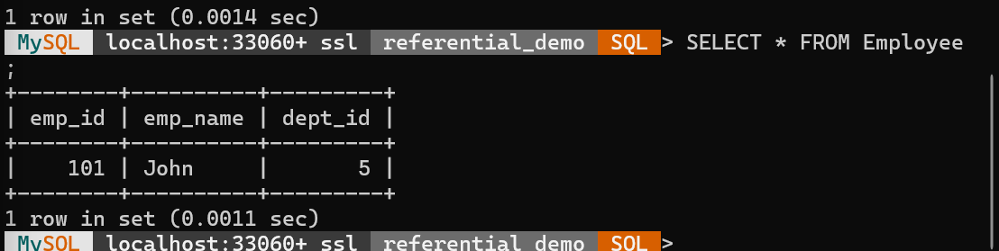 1 row in set (0.0014 sec)
MySQL localhost:33060+ ssl referential_demo SQL > SELECT * FROM Employee
;
+--------+----------+---------+
| emp_id | emp_name | dept_id |
+--------+----------+---------+
|    101 | John     |       5 |
+--------+----------+---------+
1 row in set (0.0011 sec)
MySQL localhost:33060+ ssl referential_demo SQL >